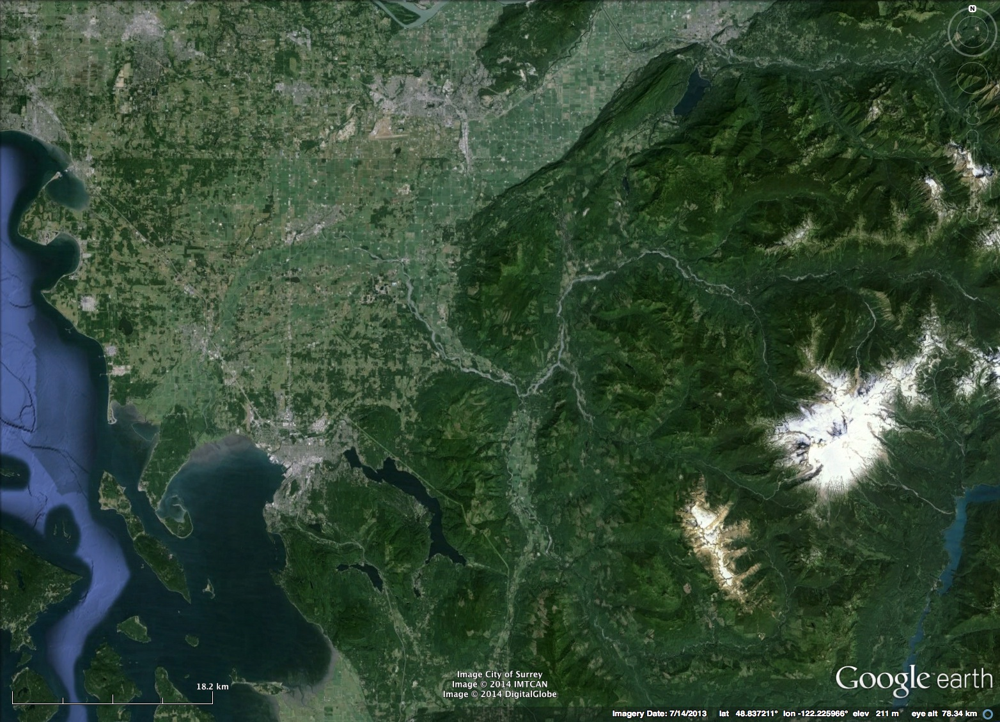 N
18.2 km
Image City of Surrey
Image © 2014 IMTCAN
Image © 2014 DigitalGlobe
Google™ earth
Imagery Date: 7/14/2013 lat 48.837211° lon -122.225966° elev 211 m eye alt 78.34 km